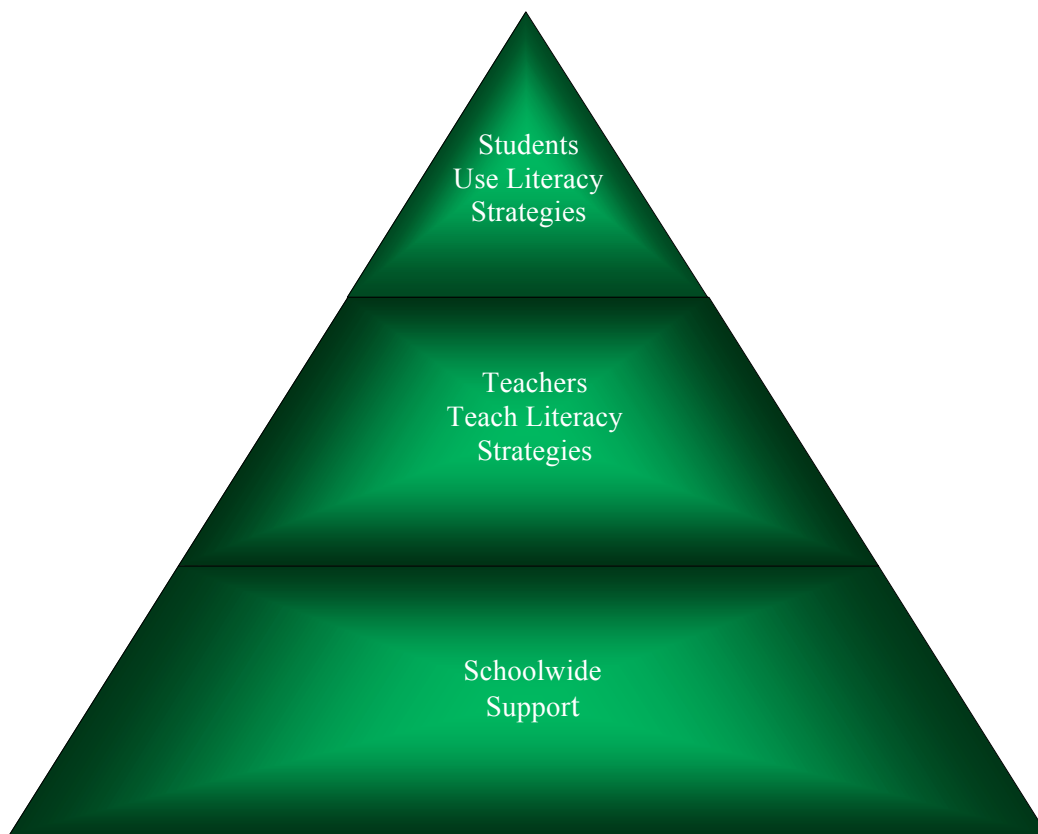 Students
Use Literacy
Strategies
Teachers
Teach Literacy
Strategies
Schoolwide
Support